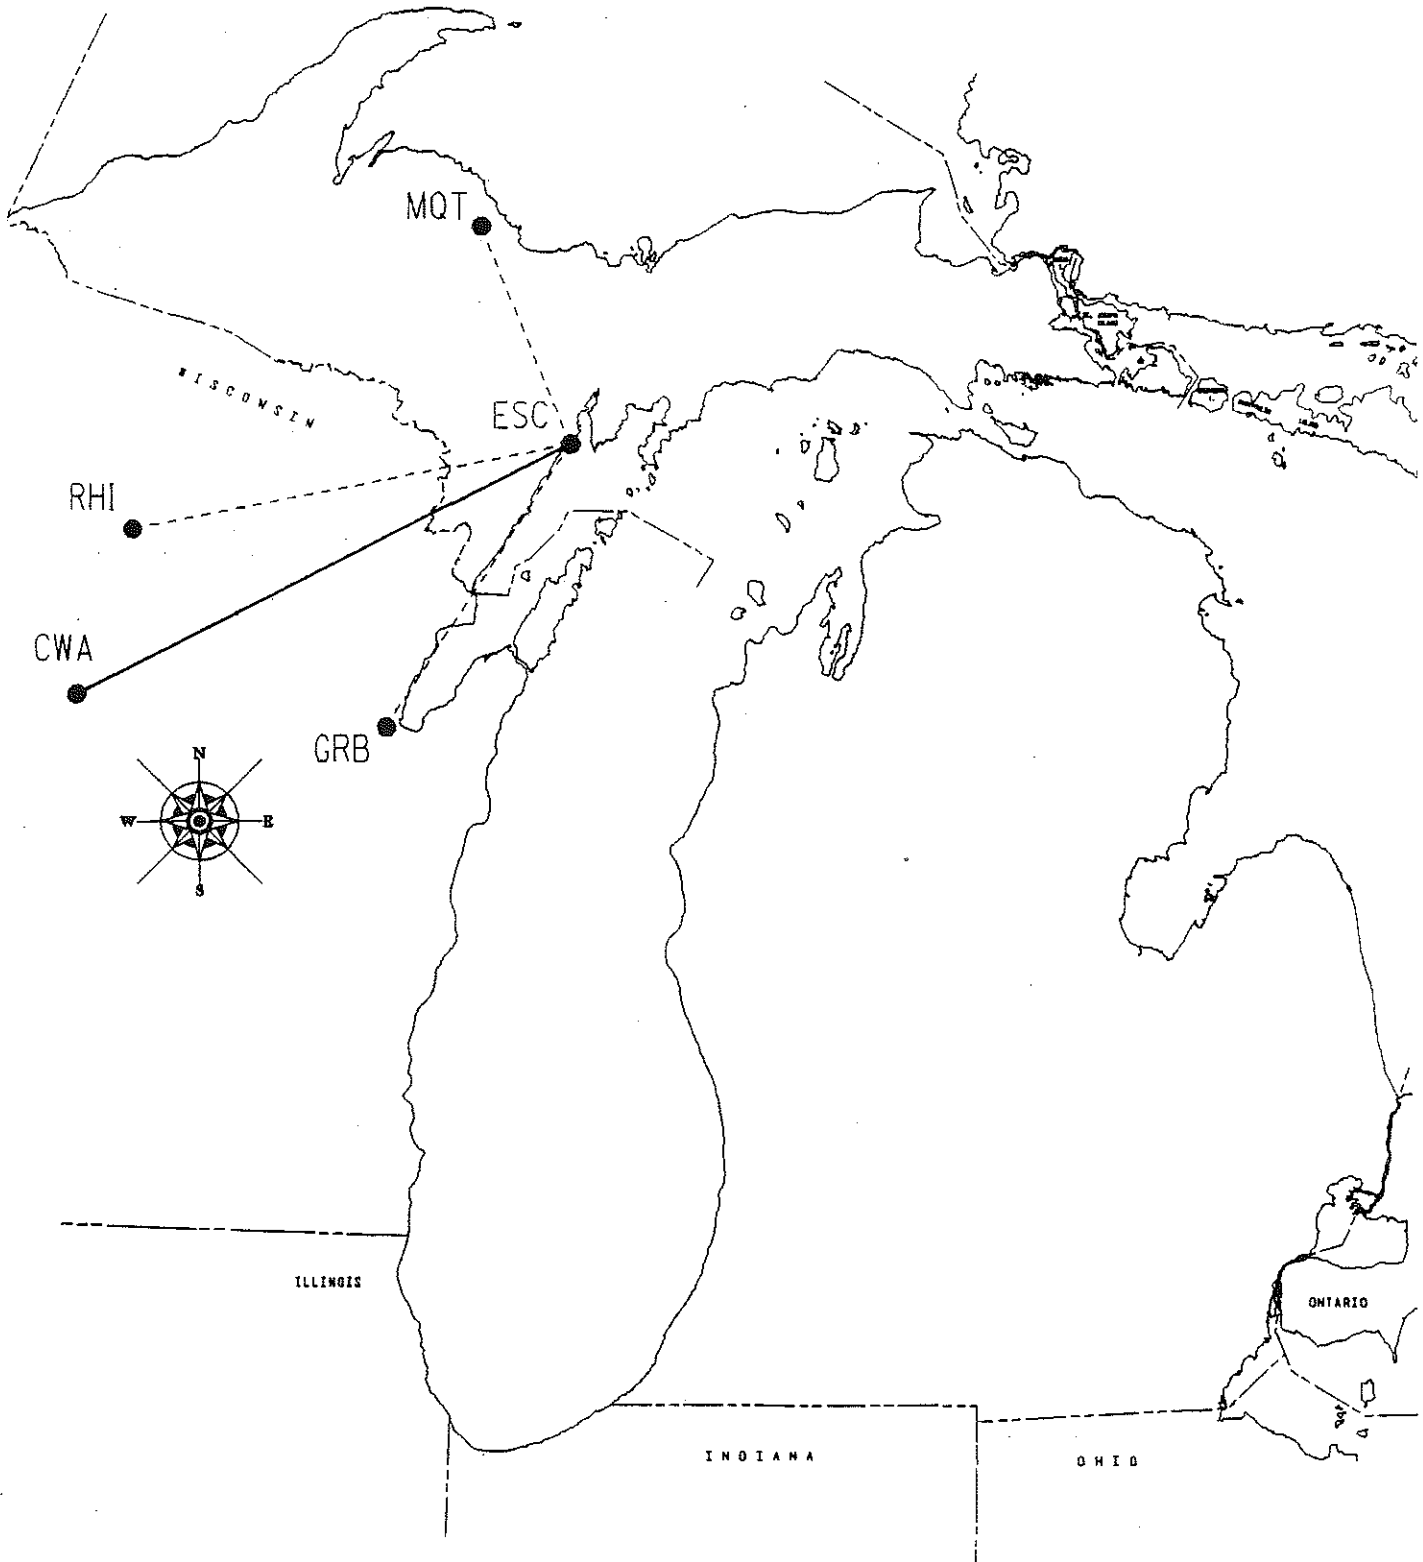 MQT
WISCONSIN
ESC
RHI
CWA
GRB
N
W
E
S
ILLINOIS
ONTARIO
INDIANA
OHIO